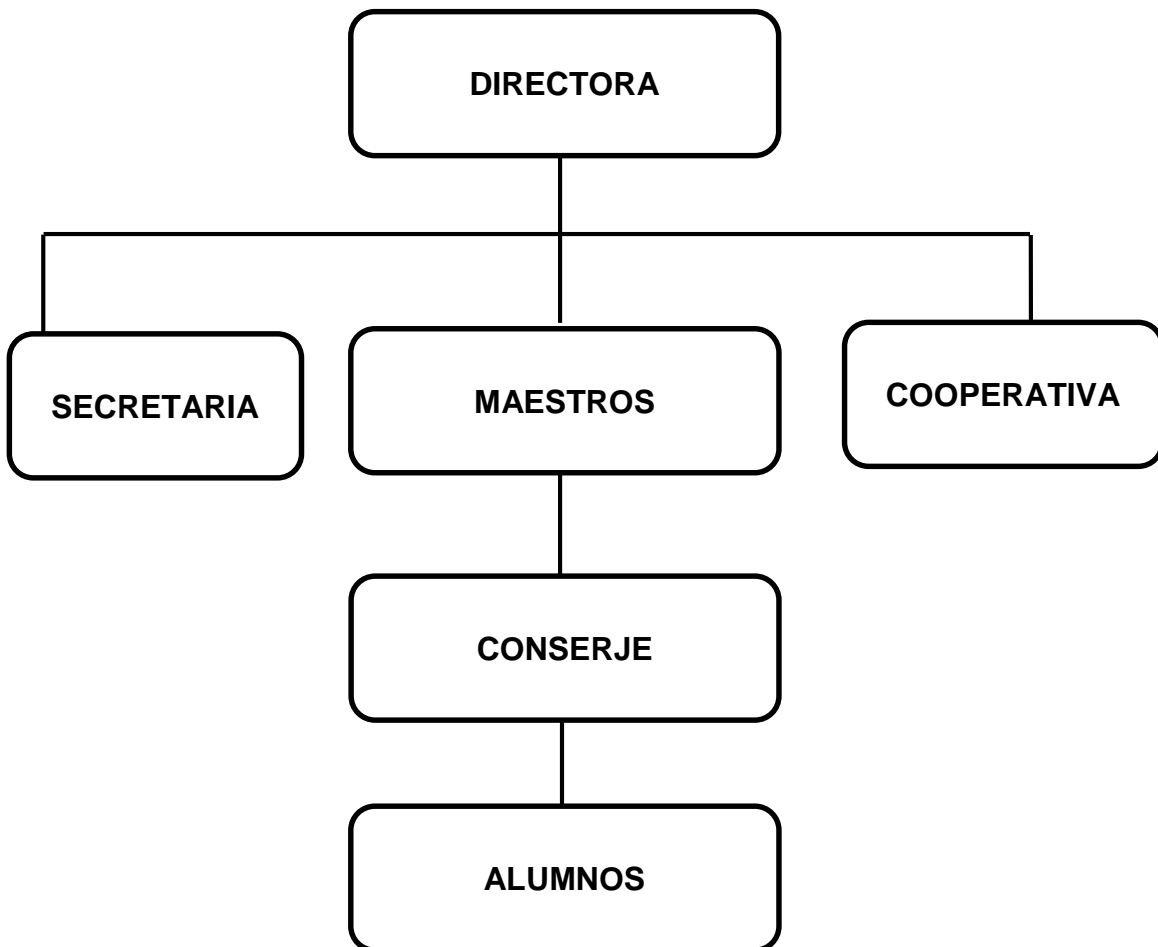 DIRECTORA
SECRETARIA
MAESTROS
COOPERATIVA
CONSERJE
ALUMNOS